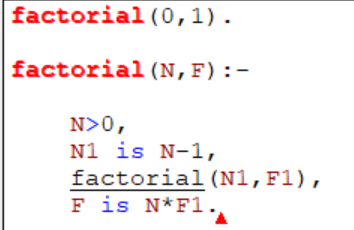 factorial(0,1).
factorial(N,F):-
N>0,
N1 is N-1,
factorial(N1,F1),
F is N*F1.